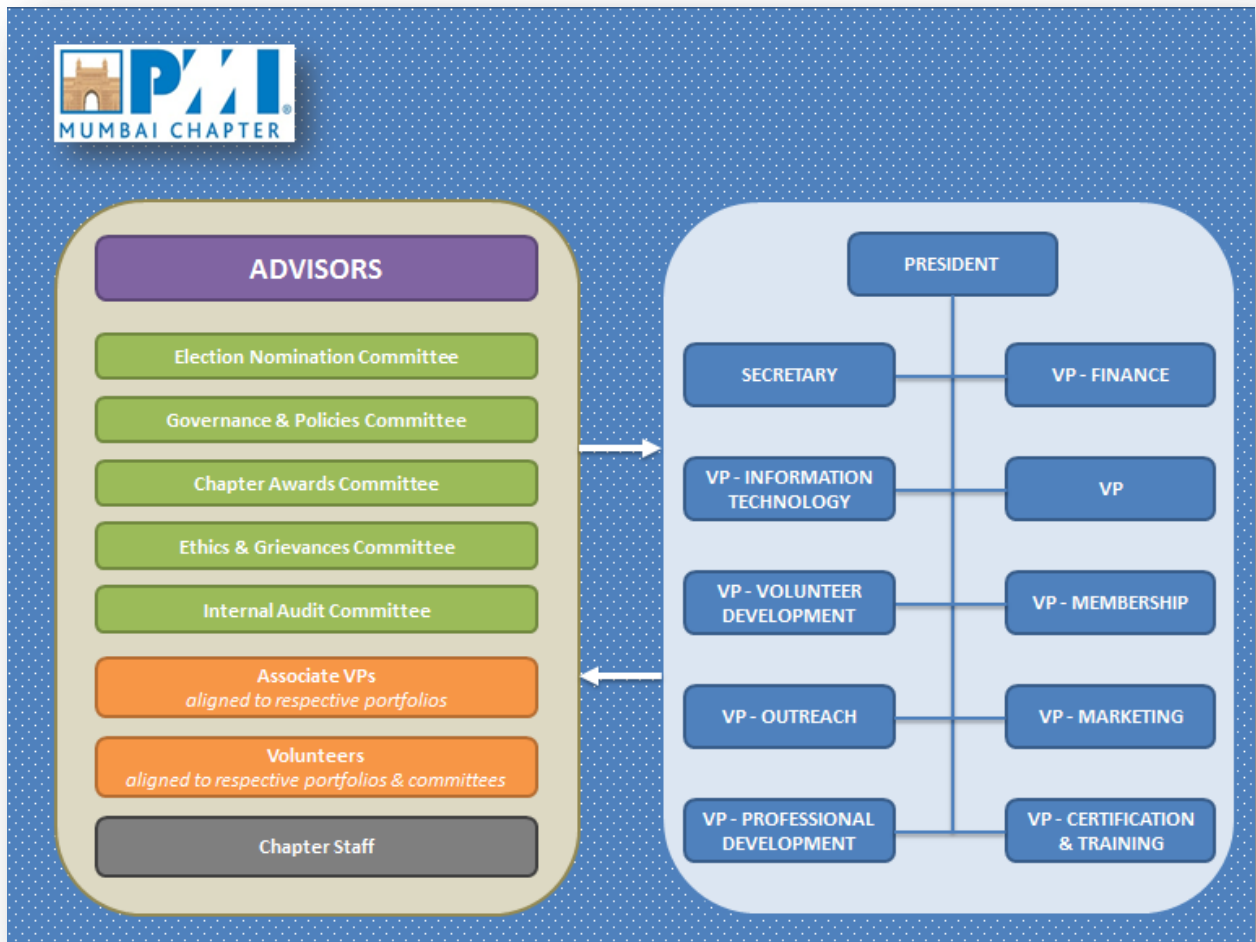 PMI®
MUMBAI CHAPTER
ADVISORS
Election Nomination Committee
Governance & Policies Committee
Chapter Awards Committee
Ethics & Grievances Committee
Internal Audit Committee
Associate VPs
aligned to respective portfolios
Volunteers
aligned to respective portfolios & committees
Chapter Staff
PRESIDENT
SECRETARY
VP - FINANCE
VP - INFORMATION
TECHNOLOGY
VP
VP - VOLUNTEER
DEVELOPMENT
VP - MEMBERSHIP
VP - OUTREACH
VP - MARKETING
VP - PROFESSIONAL
DEVELOPMENT
VP - CERTIFICATION
& TRAINING